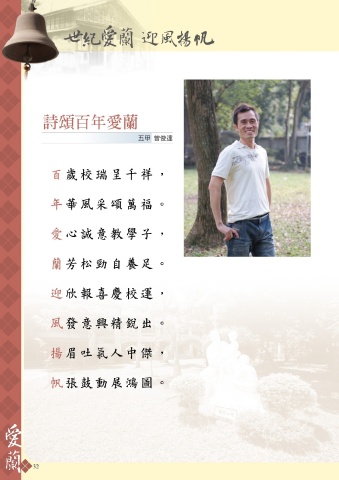 世紀愛蘭 迎風揚帆
詩頌百年愛蘭
五甲 曾俊達
百歲校瑞呈千祥，
年華風采頌萬福。
愛心誠意教學子，
蘭芳松勁自養足。
迎欣報喜慶校運，
風發意興精銳出。
揚眉吐氣人中傑，
帆張鼓動展鴻圖。
愛蘭
12